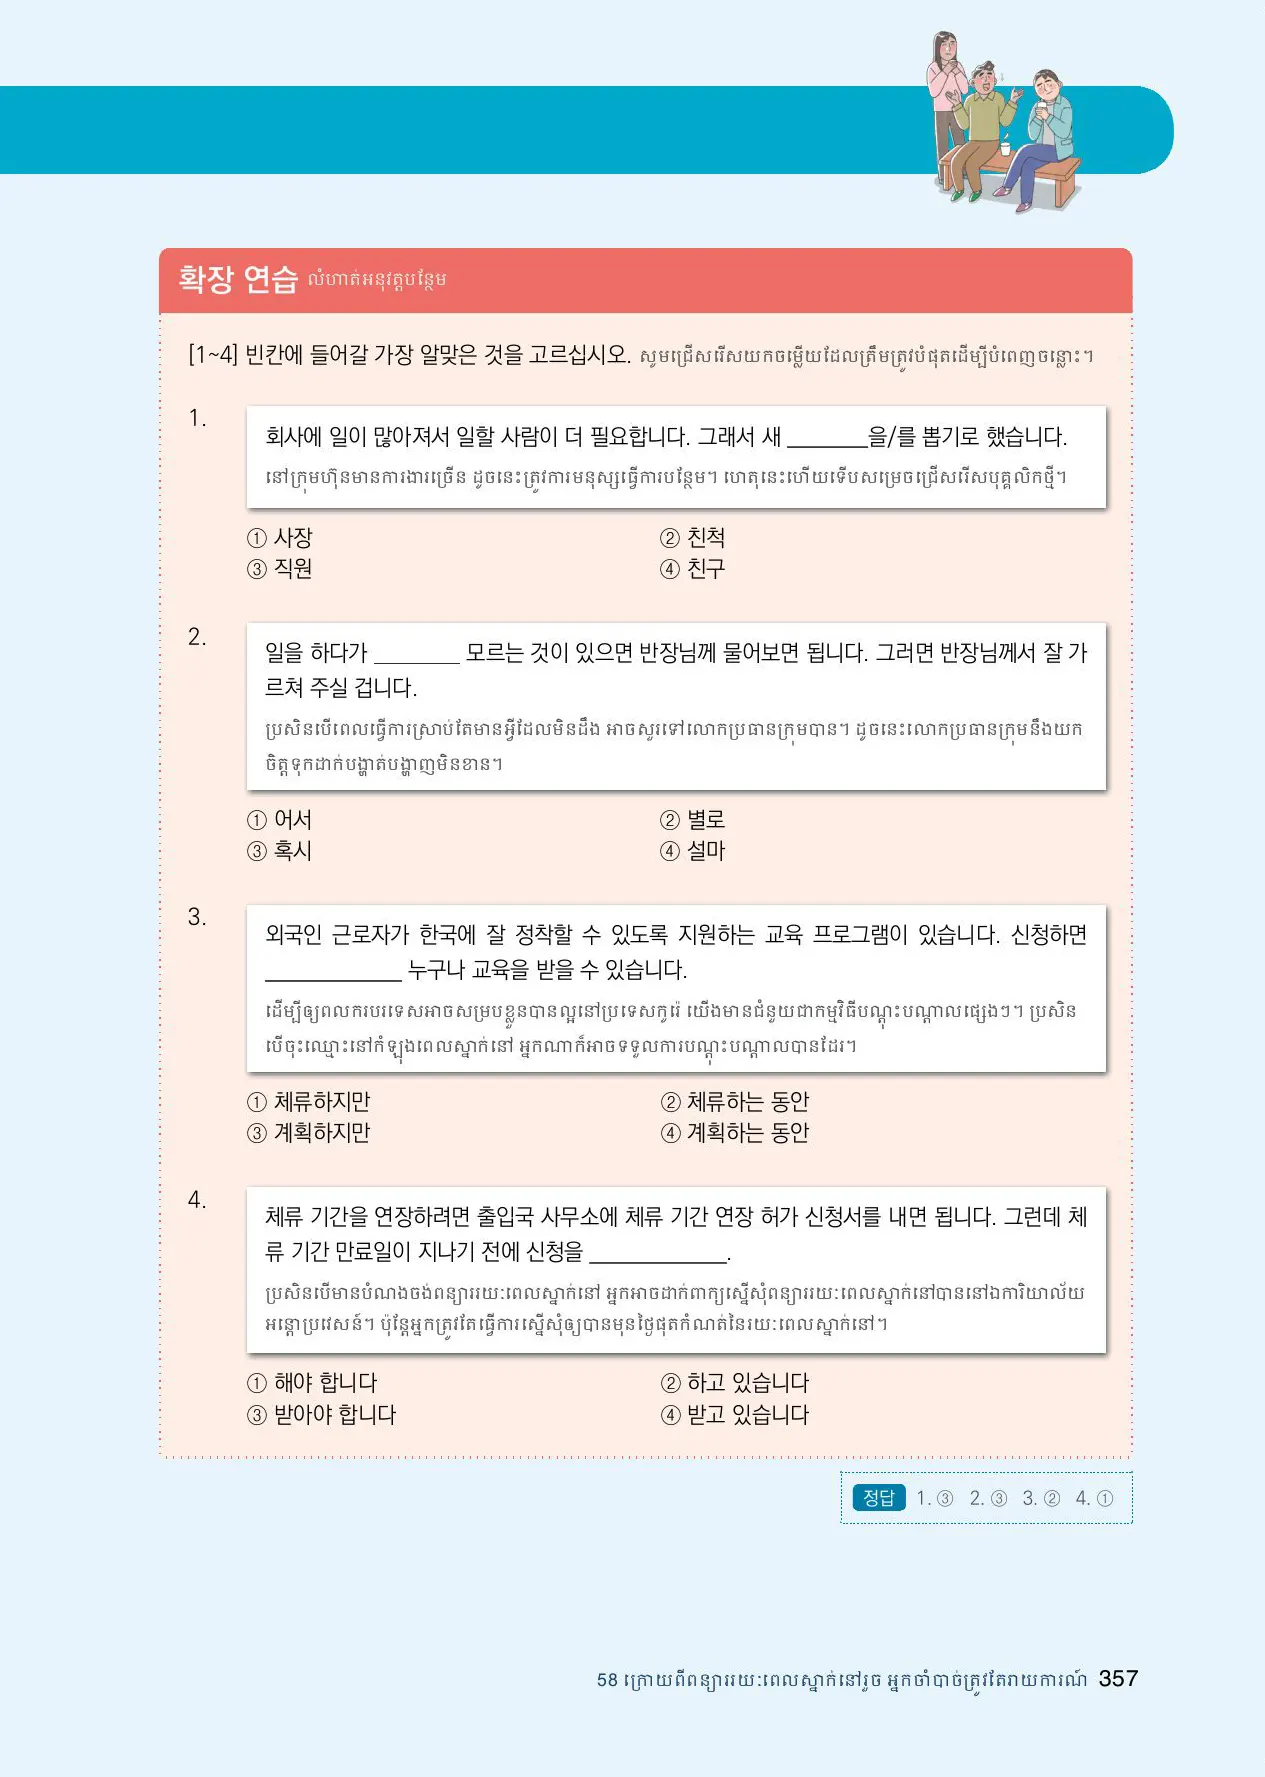 확장 연습 លំហាត់អនុវត្តបន្ថែម
[1~4] 빈칸에 들어갈 가장 알맞은 것을 고르십시오. សូមជ្រើសរើសយកចម្លើយដែលត្រឹមត្រូវបំផុតដើម្បីបំពេញចន្លោះ។
1.
회사에 일이 많아져서 일할 사람이 더 필요합니다. 그래서 새 ________을/를 뽑기로 했습니다.
នៅក្រុមហ៊ុនមានការងារច្រើន ដូចនេះត្រូវការមនុស្សធ្វើការបន្ថែម។ ហេតុនេះហើយទើបសម្រេចជ្រើសរើសបុគ្គលិកថ្មី។
① 사장 ② 친척
③ 직원 ④ 친구
2.
일을 하다가 ________ 모르는 것이 있으면 반장님께 물어보면 됩니다. 그러면 반장님께서 잘 가
르쳐 주실 겁니다.
ប្រសិនបើពេលធ្វើការស្រាប់តែមានអ្វីដែលមិនដឹង អាចសួរទៅលោកប្រធានក្រុមបាន។ ដូចនេះលោកប្រធានក្រុមនឹងយក
ចិត្តទុកដាក់បង្ហាត់បង្ហាញមិនខាន។
① 어서 ② 별로
③ 혹시 ④ 설마
3.
외국인 근로자가 한국에 잘 정착할 수 있도록 지원하는 교육 프로그램이 있습니다. 신청하면
_____________ 누구나 교육을 받을 수 있습니다.
ដើម្បីឲ្យពលករបរទេសអាចសម្របខ្លួនបានល្អនៅប្រទេសកូរ៉េ យើងមានជំនួយជាកម្មវិធីបណ្តុះបណ្តាលផ្សេងៗ។ ប្រសិន
បើចុះឈ្មោះនៅកំឡុងពេលស្នាក់នៅ អ្នកណាក៏អាចទទួលការបណ្តុះបណ្តាលបានដែរ។
① 체류하지만 ② 체류하는 동안
③ 계획하지만 ④ 계획하는 동안
4.
체류 기간을 연장하려면 출입국 사무소에 체류 기간 연장 허가 신청서를 내면 됩니다. 그런데 체
류 기간 만료일이 지나기 전에 신청을 _____________.
ប្រសិនបើមានបំណងចង់ពន្យាររយៈពេលស្នាក់នៅ អ្នកអាចដាក់ពាក្យស្នើសុំពន្យាររយៈពេលស្នាក់នៅបាននៅឯការិយាល័យ
អន្តោប្រវេសន៍។ ប៉ុន្តែអ្នកត្រូវតែធ្វើការស្នើសុំឲ្យបានមុនថ្ងៃផុតកំណត់នៃរយៈពេលស្នាក់នៅ។
① 해야 합니다 ② 하고 있습니다
③ 받아야 합니다 ④ 받고 있습니다
정답 1. ③ 2. ③ 3. ② 4. ①
58 ក្រោយពីពន្យាររយៈពេលស្នាក់នៅរួច អ្នកចាំបាច់ត្រូវតែរាយការណ៍ 357